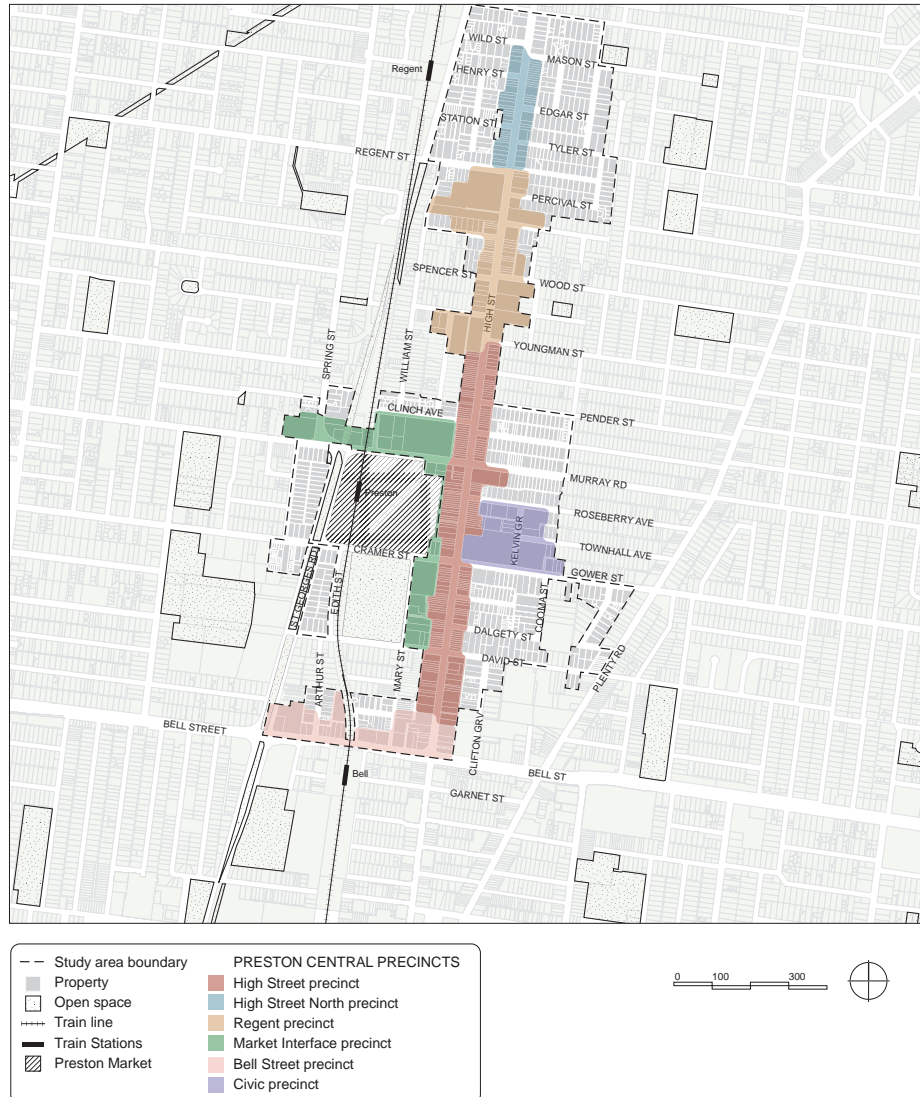 WILD ST
MASON ST
Regent
HENRY ST
EDGAR ST
STATION ST
TYLER ST
REGENT ST
PERCIVAL ST
SPENCER ST
WOOD ST
HIGH ST
SPRING ST
WILLIAM ST
YOUNGMAN ST
CLINCH AVE
PENDER ST
MURRAY RD
Preston
ROSEBERRY AVE
KELVIN GR
TOWNHALL AVE
CRAMER ST
GOWER ST
ST GEORGES RD
EDITH ST
COOMA ST
DALGETY ST
DAVID ST
MARY ST
ARTHUR ST
PLENTY RD
CLIFTON GRV
BELL STREET
BELL ST
Bell
GARNET ST
Study area boundary
Property
Open space
Train line
Train Stations
Preston Market
PRESTON CENTRAL PRECINCTS
High Street precinct
High Street North precinct
Regent precinct
Market Interface precinct
Bell Street precinct
Civic precinct
0 100 300